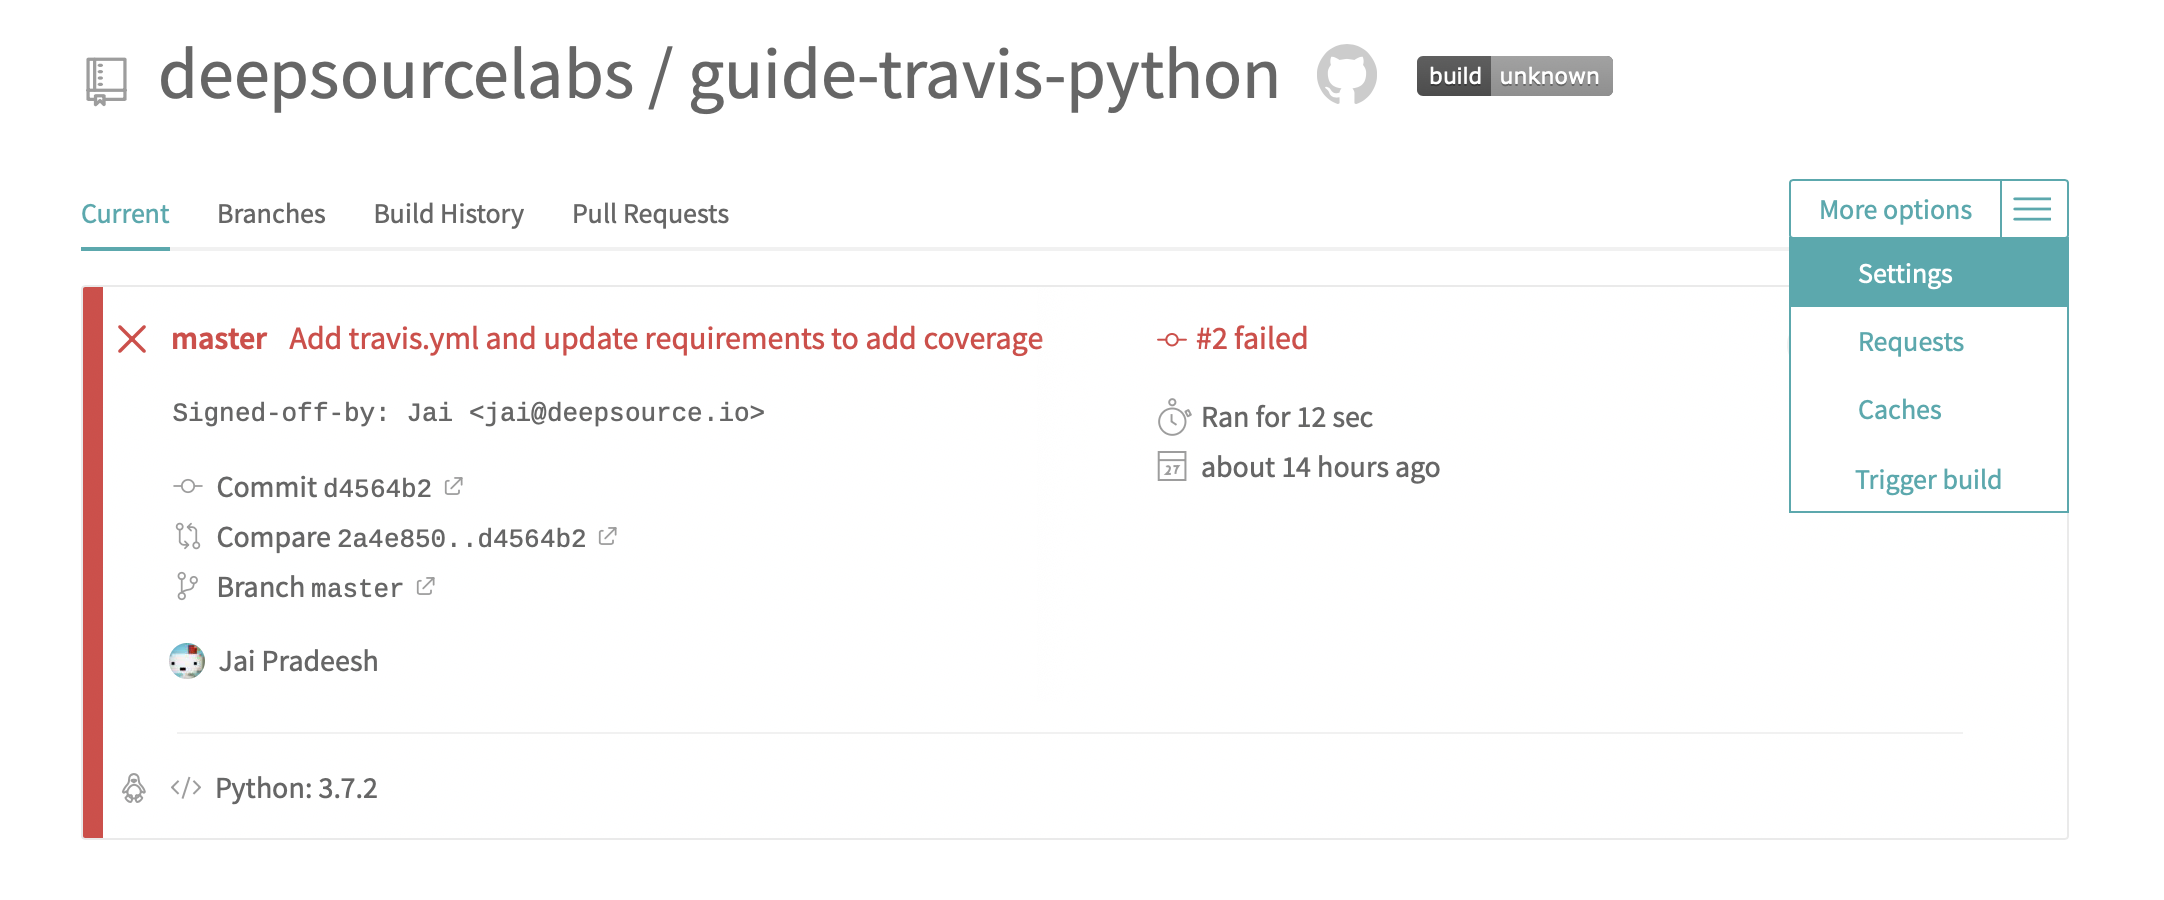 deepsourcelabs / guide-travis-python
build unknown
Current Branches Build History Pull Requests
More options
Settings
Requests
Caches
Trigger build
master Add travis.yml and update requirements to add coverage
Signed-off-by: Jai <jai@deepsource.io>
Commit d4564b2
Compare 2a4e850..d4564b2
Branch master
Jai Pradeesh
#2 failed
Ran for 12 sec
27 about 14 hours ago
</> Python: 3.7.2